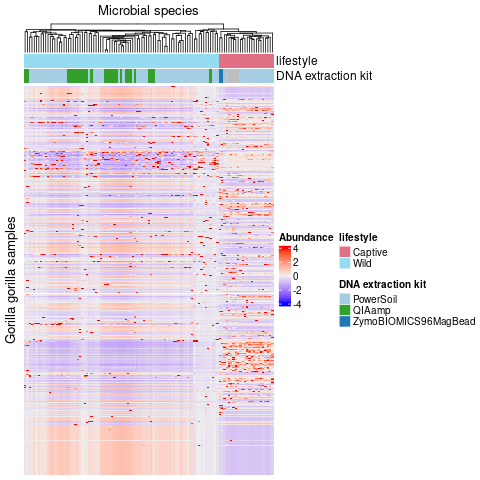 Microbial species
lifestyle
DNA extraction kit
Gorilla gorilla samples
Abundance
4
2
0
-2
-4
lifestyle
Captive
Wild
DNA extraction kit
PowerSoil
QIAamp
ZymoBIOMICS96MagBead